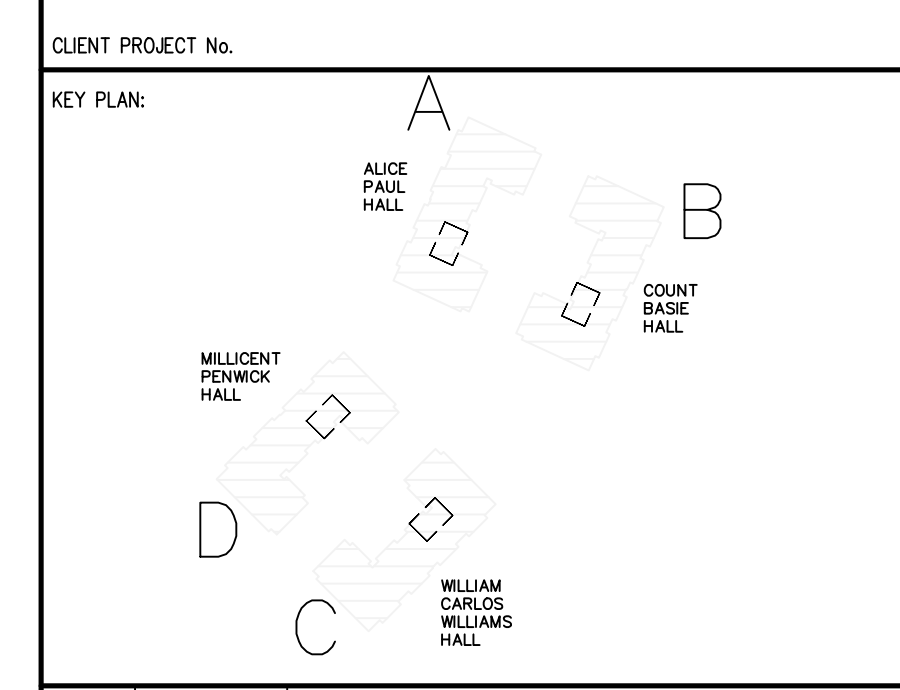 CLIENT PROJECT No.
KEY PLAN:
A
ALICE
PAUL
HALL
B
COUNT
BASIE
HALL
MILLICENT
PENWICK
HALL
D
C
WILLIAM
CARLOS
WILLIAMS
HALL